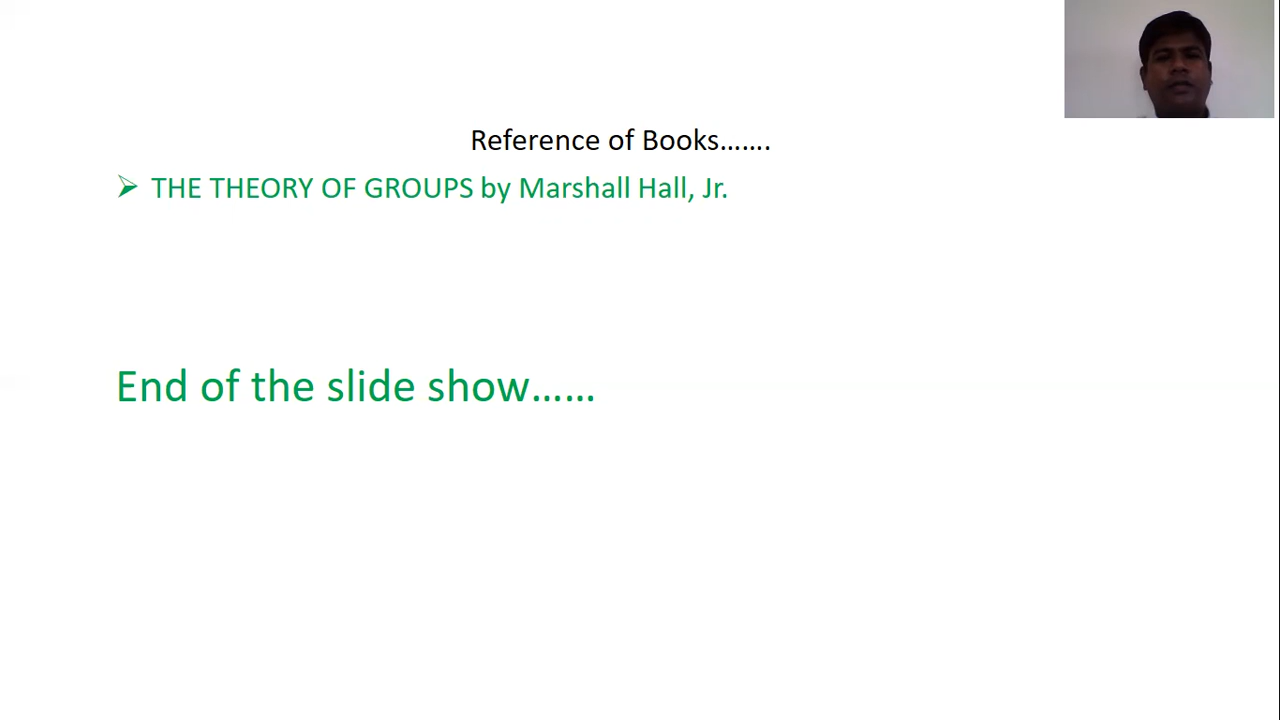 Reference of Books.......
➢ THE THEORY OF GROUPS by Marshall Hall, Jr.
End of the slide show......